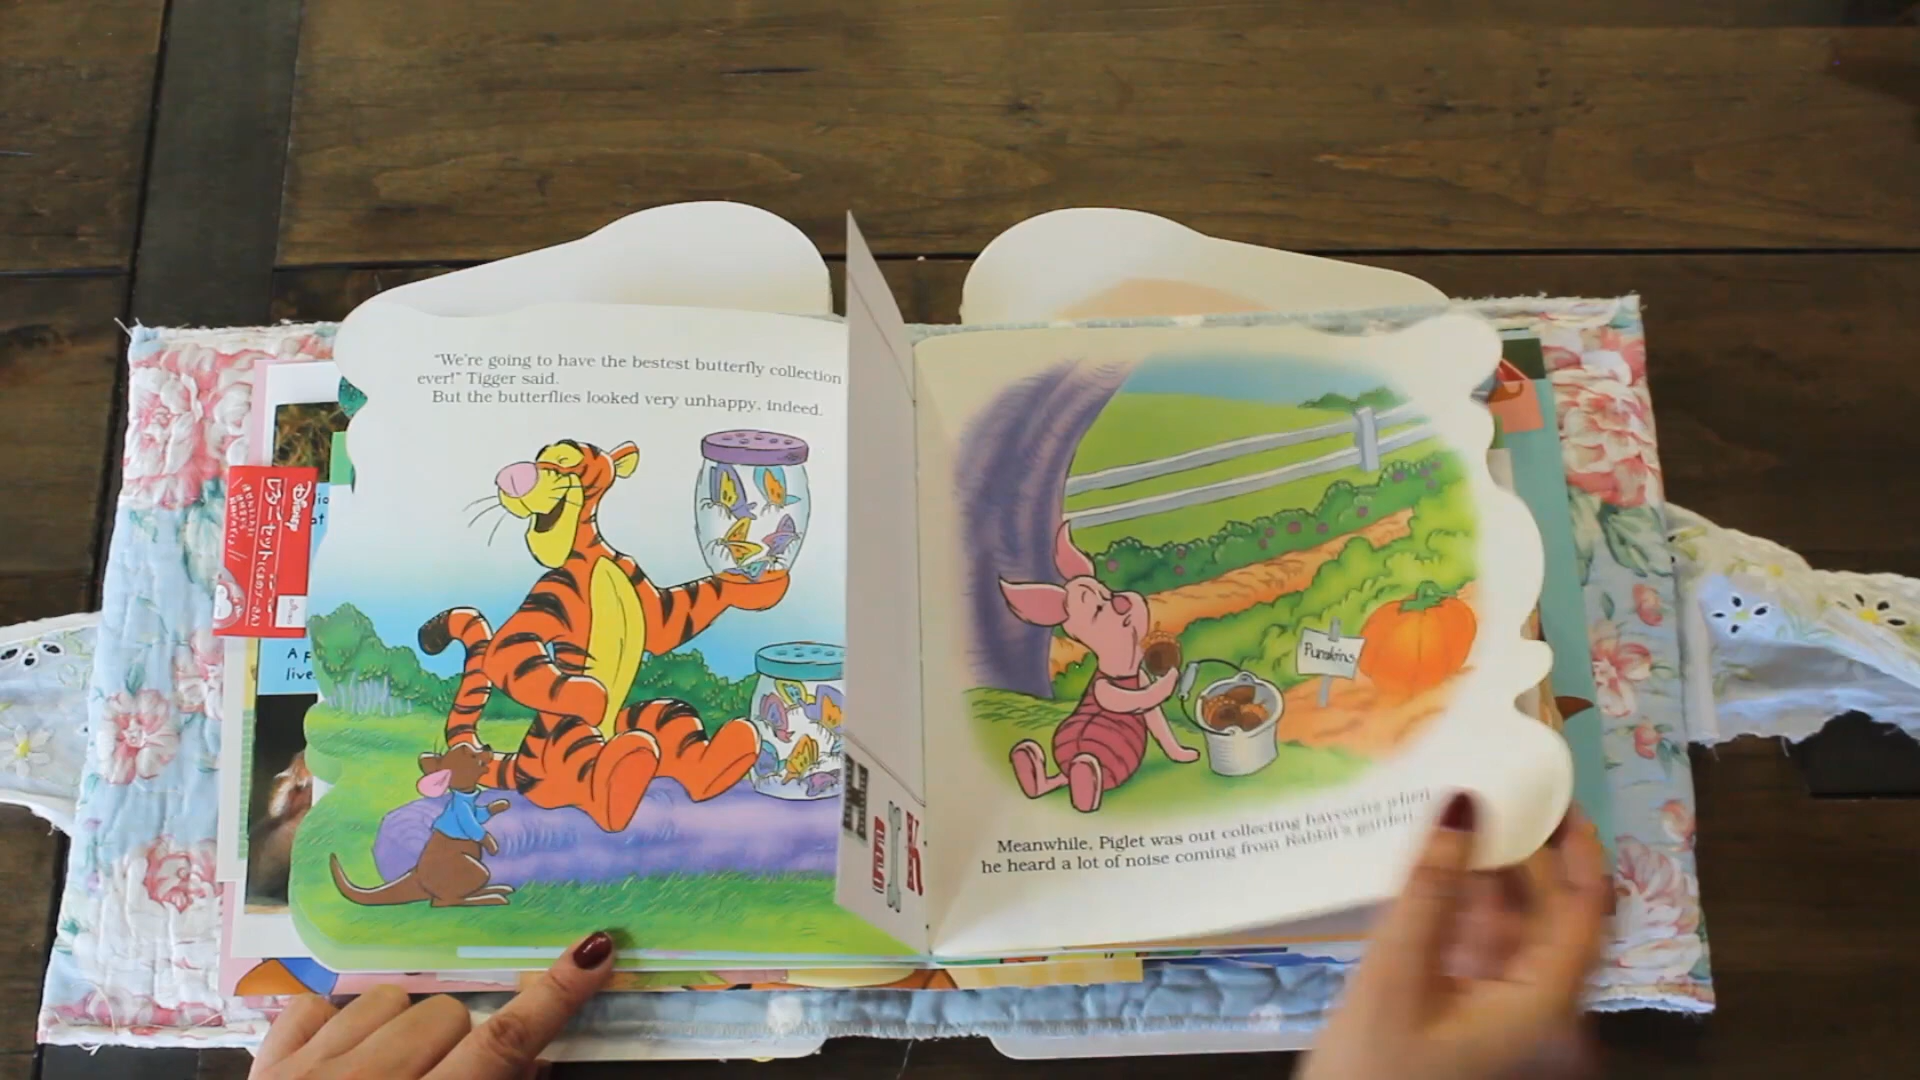 "We're going to have the bestest butterfly collection
ever!" Tigger said.
But the butterflies looked very unhappy, indeed.
Disney
A
live
Pumpkins
Meanwhile, Piglet was out collecting haycorns when
he heard a lot of noise coming from Rabbit's garden.
K